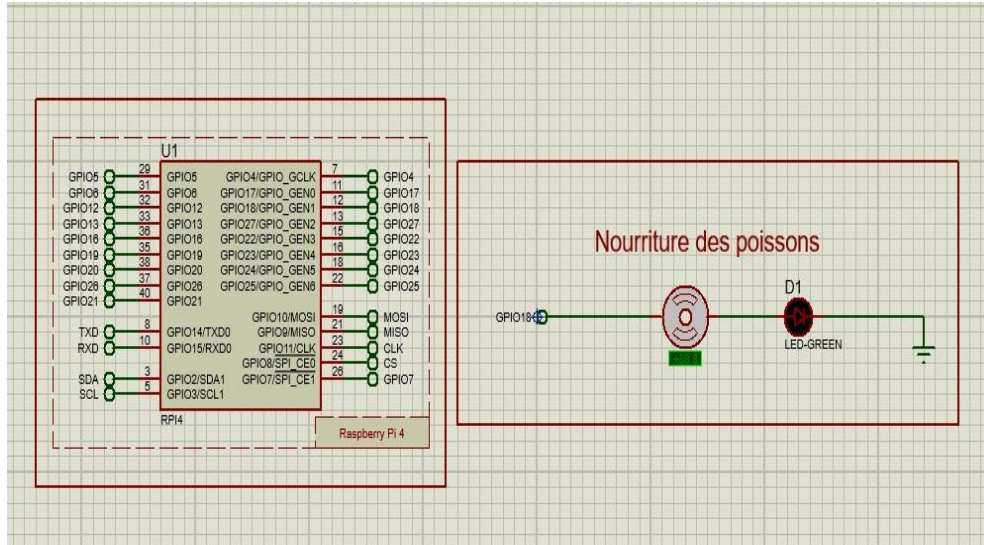 U1
GPIO5 29 GPIO5 GPIO4/GPIO_GCLK 7 GPIO4
GPIO6 31 GPIO6 GPIO17/GPIO_GEN0 11 GPIO17
GPIO12 32 GPIO12 GPIO18/GPIO_GEN1 12 GPIO18
GPIO13 33 GPIO13 GPIO27/GPIO_GEN2 13 GPIO27
GPIO16 36 GPIO16 GPIO22/GPIO_GEN3 15 GPIO22
GPIO19 35 GPIO19 GPIO23/GPIO_GEN4 16 GPIO23
GPIO20 38 GPIO20 GPIO24/GPIO_GEN5 18 GPIO24
GPIO26 37 GPIO26 GPIO25/GPIO_GEN6 22 GPIO25
GPIO21 40 GPIO21
GPIO10/MOSI 19 MOSI
TXD 8 GPIO14/TXD0 GPIO9/MISO 21 MISO
RXD 10 GPIO15/RXD0 GPIO11/CLK 23 CLK
GPIO8/SPI_CE0 24 CS
SDA 3 GPIO2/SDA1 GPIO7/SPI_CE1 26 GPIO7
SCL 5 GPIO3/SCL1
RPI4
Raspberry Pi 4
Nourriture des poissons
D1
GPIO18
LED-GREEN